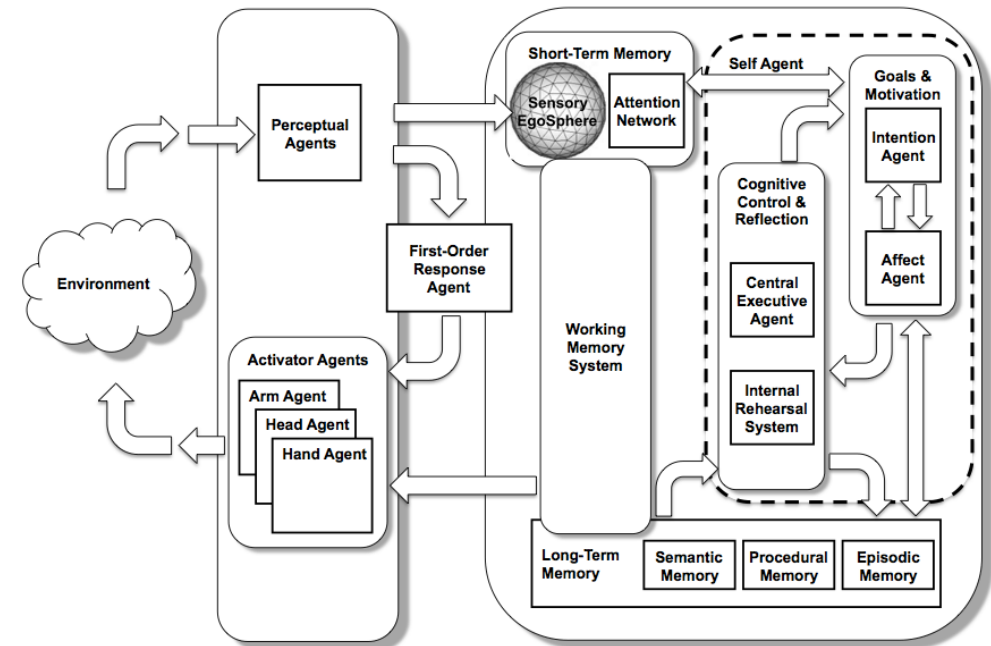 Short-Term Memory
Sensory
EgoSphere
Attention
Network
Self Agent
Goals &
Motivation
Intention
Agent
Affect
Agent
Perceptual
Agents
Cognitive
Control &
Reflection
Central
Executive
Agent
Internal
Rehearsal
System
First-Order
Response
Agent
Environment
Working
Memory
System
Activator Agents
Arm Agent
Head Agent
Hand Agent
Long-Term
Memory
Semantic
Memory
Procedural
Memory
Episodic
Memory